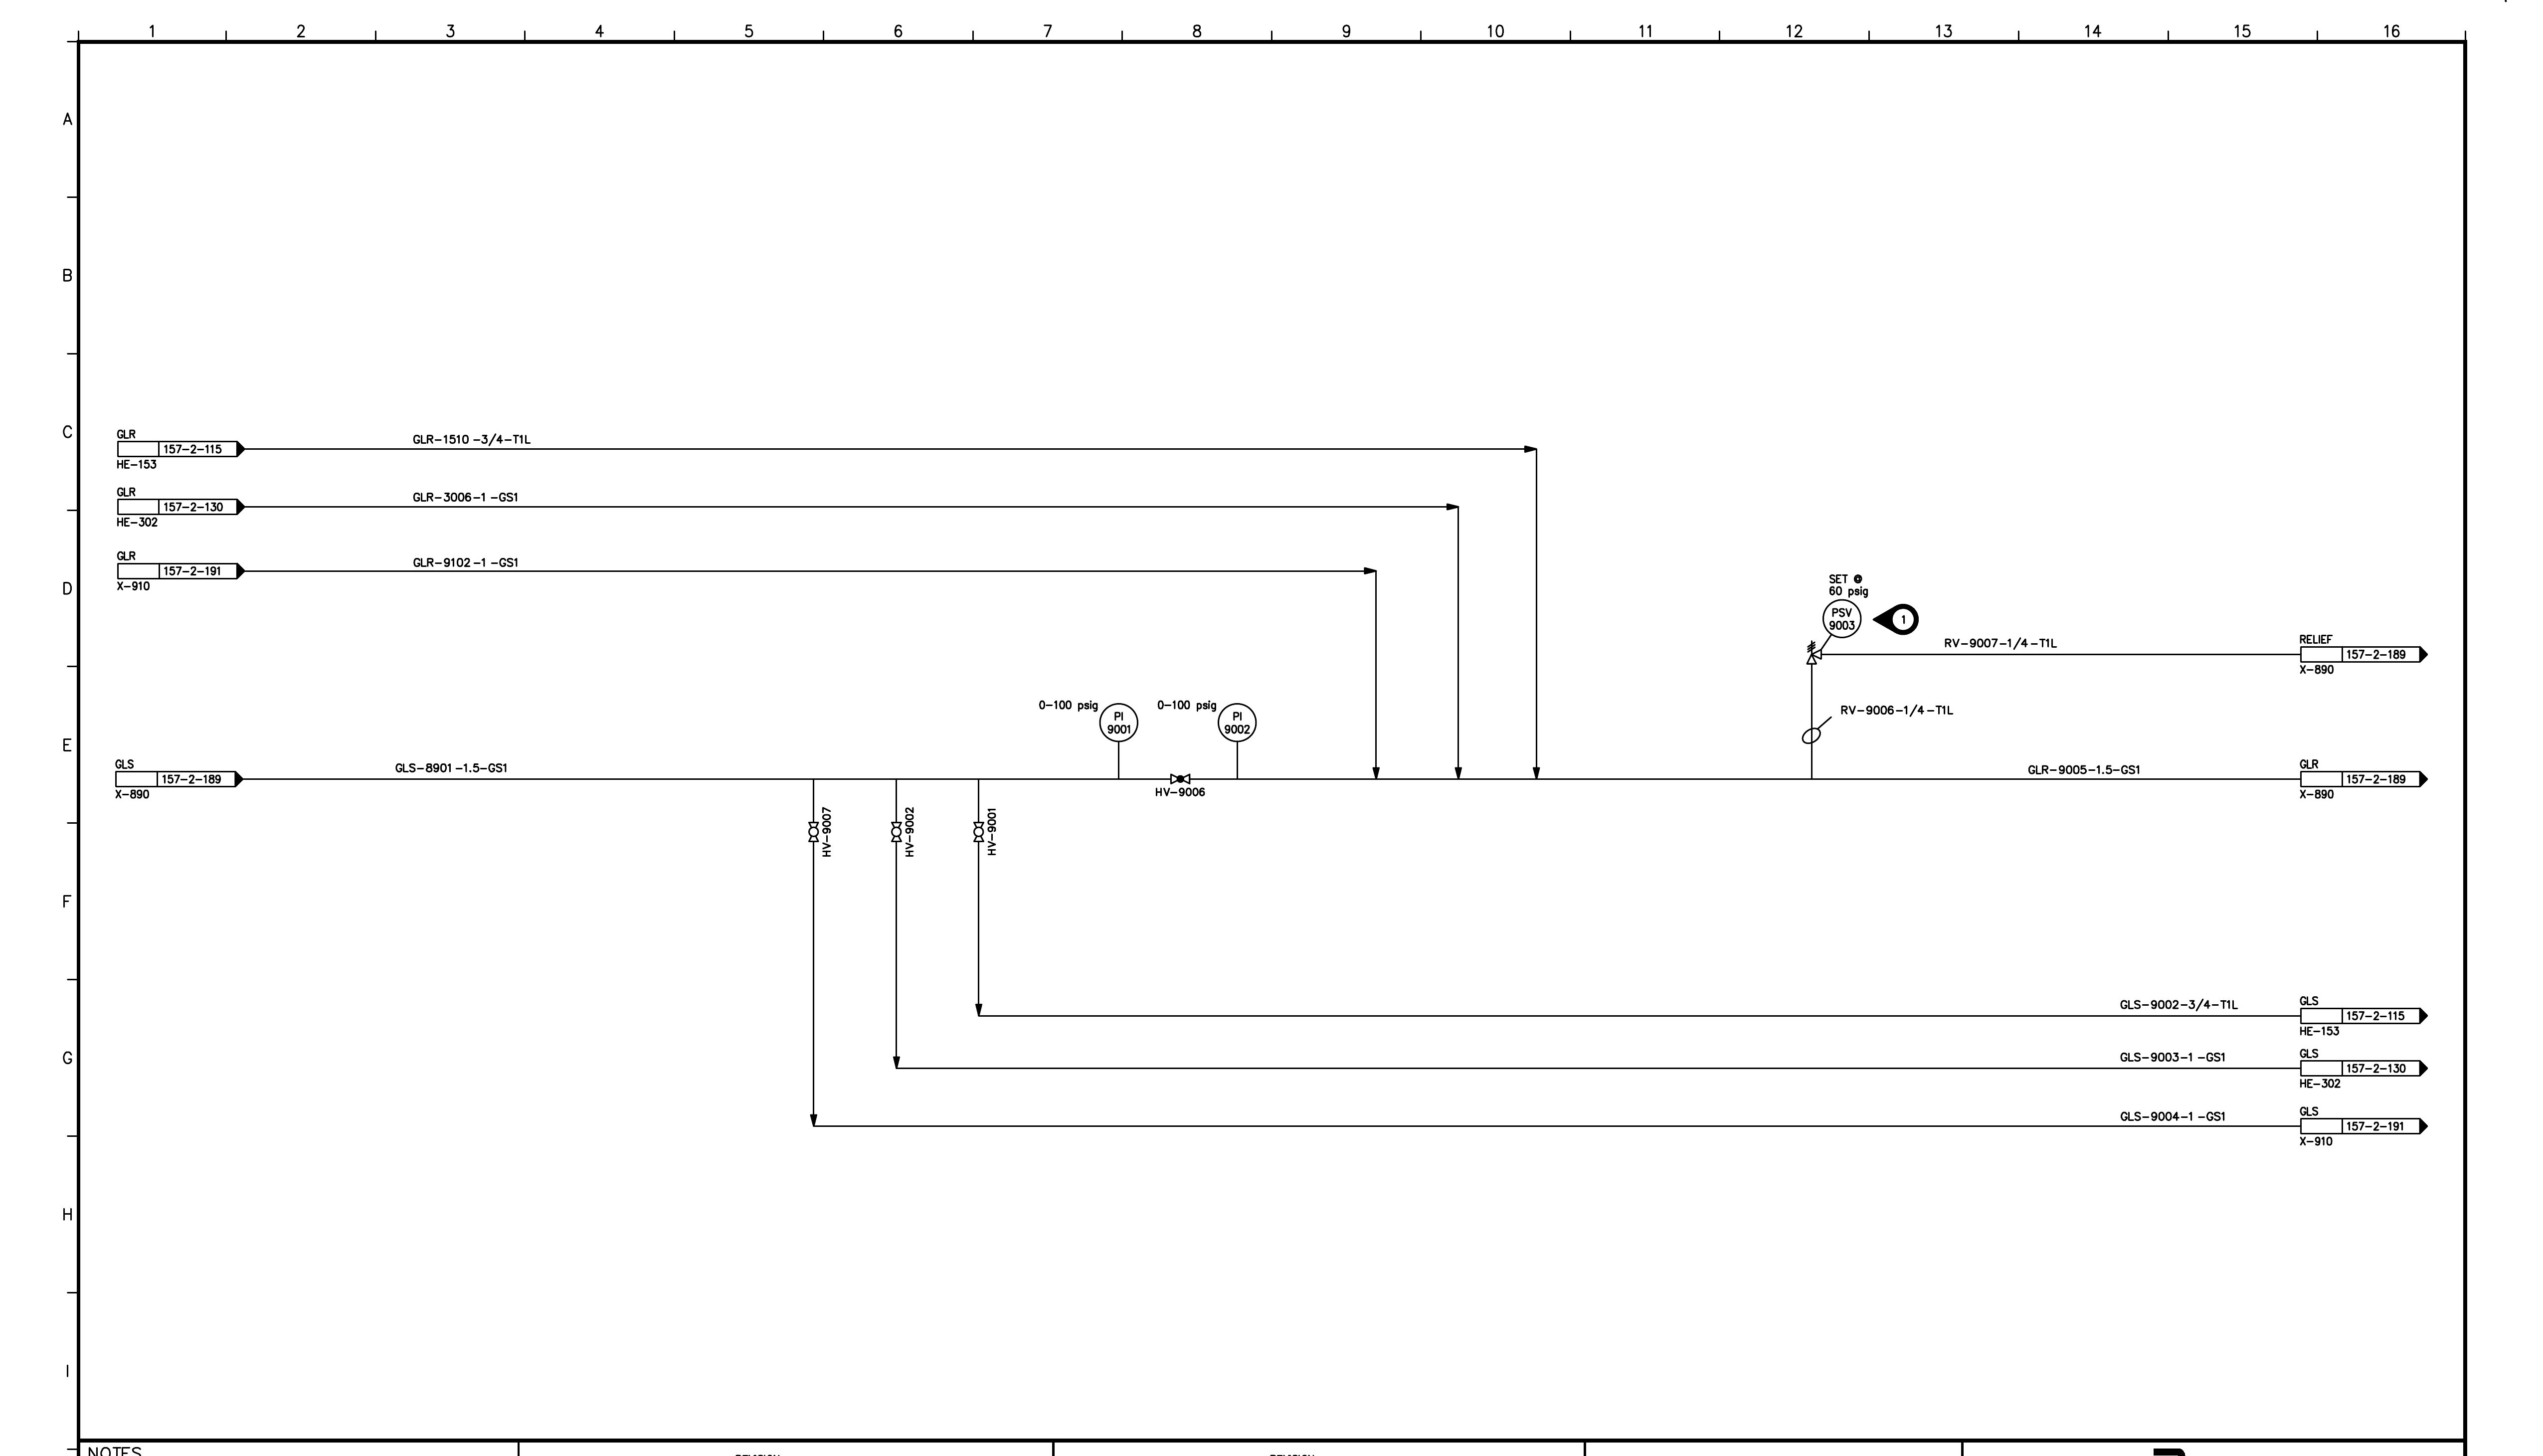 1 2 3 4 5 6 7 8 9 10 11 12 13 14 15 16
A
B
C
GLR
157-2-115
HE-153
GLR-1510-3/4-T1L
GLR
157-2-130
HE-302
GLR-3006-1-GS1
GLR
157-2-191
X-910
GLR-9102-1-GS1
D
SET @
60 psig
PSV
9003
1
RV-9007-1/4-T1L
RELIEF
157-2-189
X-890
0-100 psig
PI
9001
0-100 psig
PI
9002
RV-9006-1/4-T1L
E
GLS
157-2-189
X-890
GLS-8901-1.5-GS1
HV-9006
GLR-9005-1.5-GS1
GLR
157-2-189
X-890
HV-9007
HV-9002
HV-9001
F
GLS-9002-3/4-T1L
GLS
157-2-115
HE-153
G
GLS-9003-1-GS1
GLS
157-2-130
HE-302
GLS-9004-1-GS1
GLS
157-2-191
X-910
H
I
NOTES